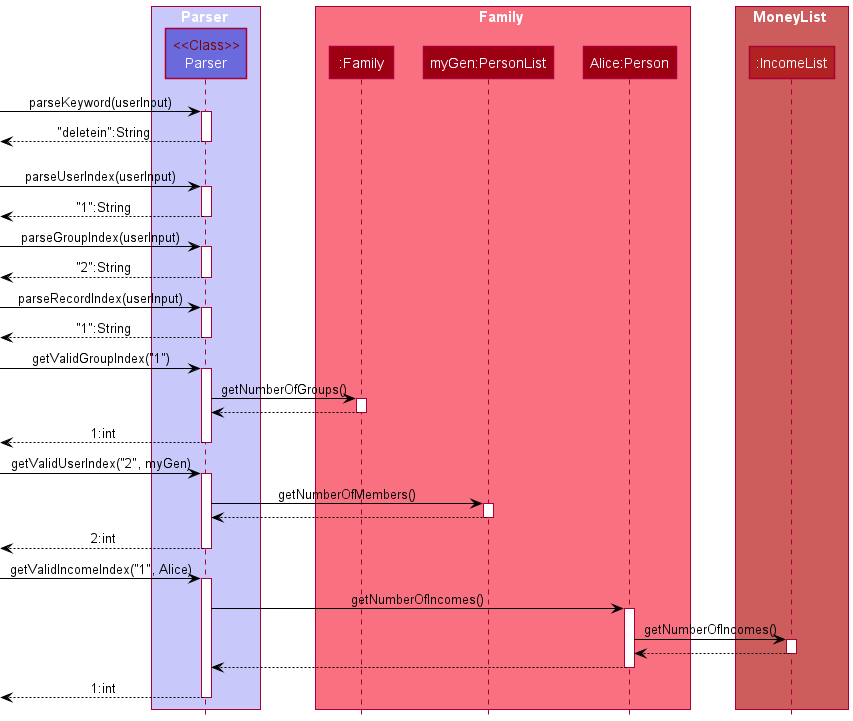 Parser
Family
MoneyList
<<Class>>
Parser
:Family
myGen:PersonList
Alice:Person
:IncomeList
parseKeyword(userInput)
"deletein":String
parseUserIndex(userInput)
"1":String
parseGroupIndex(userInput)
"2":String
parseRecordIndex(userInput)
"1":String
getValidGroupIndex("1")
getNumberOfGroups()
1:int
getValidUserIndex("2", myGen)
getNumberOfMembers()
2:int
getValidIncomeIndex("1", Alice)
getNumberOfIncomes()
getNumberOfIncomes()
1:int